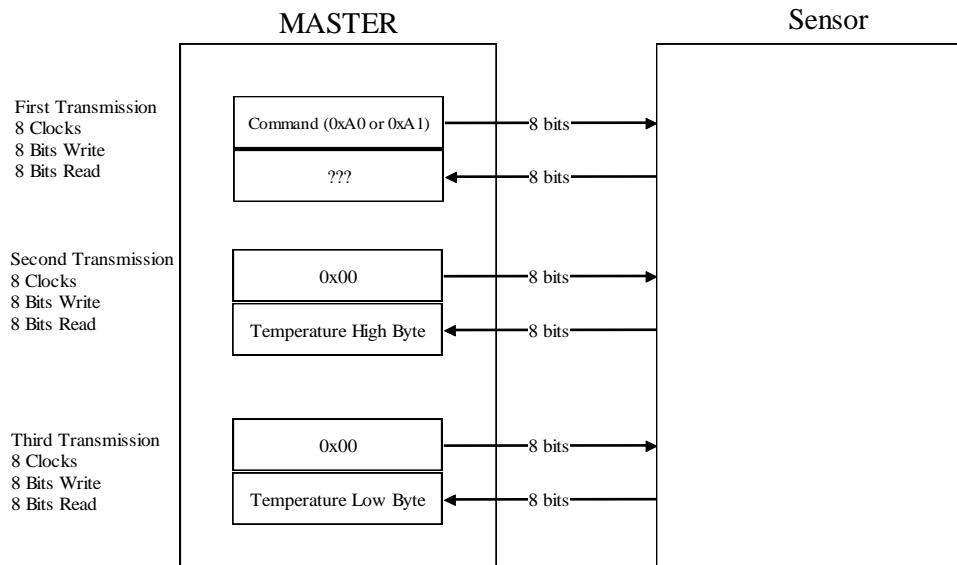 MASTER
Sensor
First Transmission
8 Clocks
8 Bits Write
8 Bits Read
Command (0xA0 or 0xA1)
8 bits
???
8 bits
Second Transmission
8 Clocks
8 Bits Write
8 Bits Read
0x00
8 bits
Temperature High Byte
8 bits
Third Transmission
8 Clocks
8 Bits Write
8 Bits Read
0x00
8 bits
Temperature Low Byte
8 bits